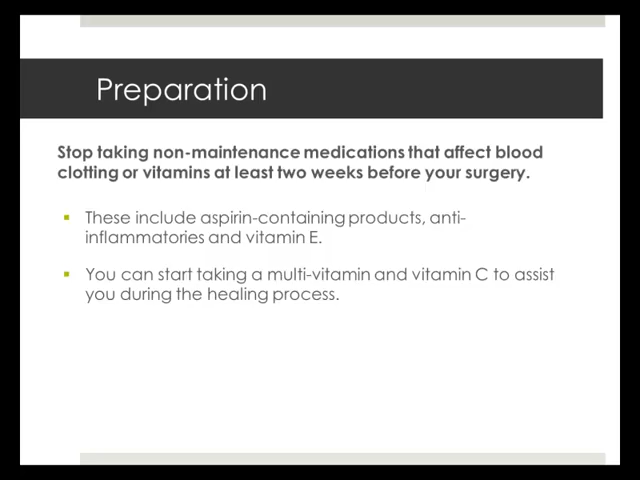 Preparation
Stop taking non-maintenance medications that affect blood
clotting or vitamins at least two weeks before your surgery.
These include aspirin-containing products, anti-
inflammatories and vitamin E.
You can start taking a multi-vitamin and vitamin C to assist
you during the healing process.